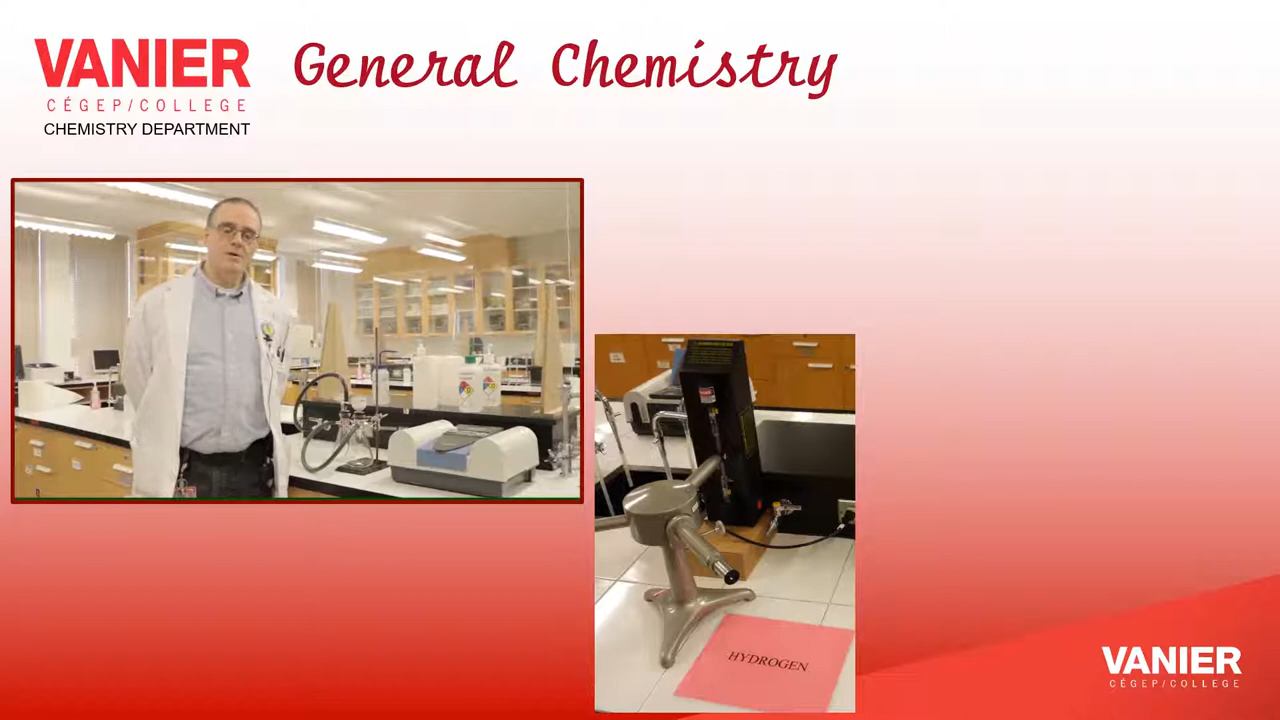 VANIER
CÉGEP/COLLEGE
CHEMISTRY DEPARTMENT
General Chemistry
HYDROGEN
VANIER
CÉGEP/COLLEGE